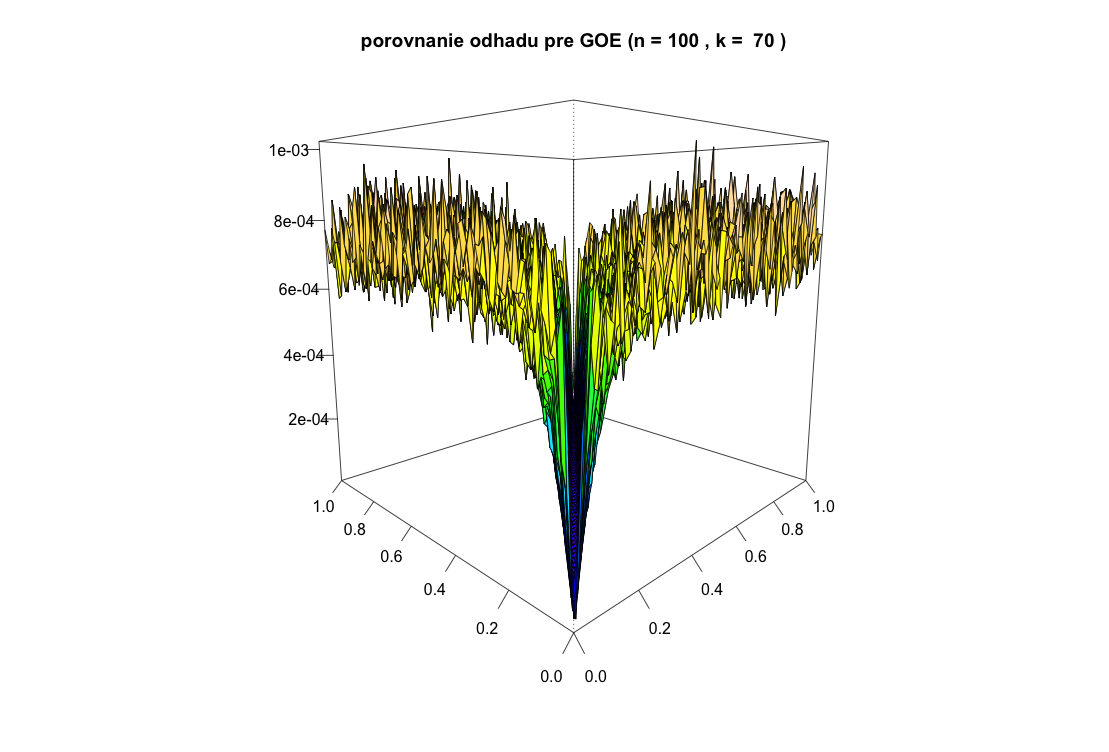 porovnanie odhadu pre GOE (n = 100 , k =  70 )
1e-03
8e-04
6e-04
4e-04
2e-04
1.0 1.0
0.8 0.8
0.6 0.6
0.4 0.4
0.2 0.2
0.0 0.0